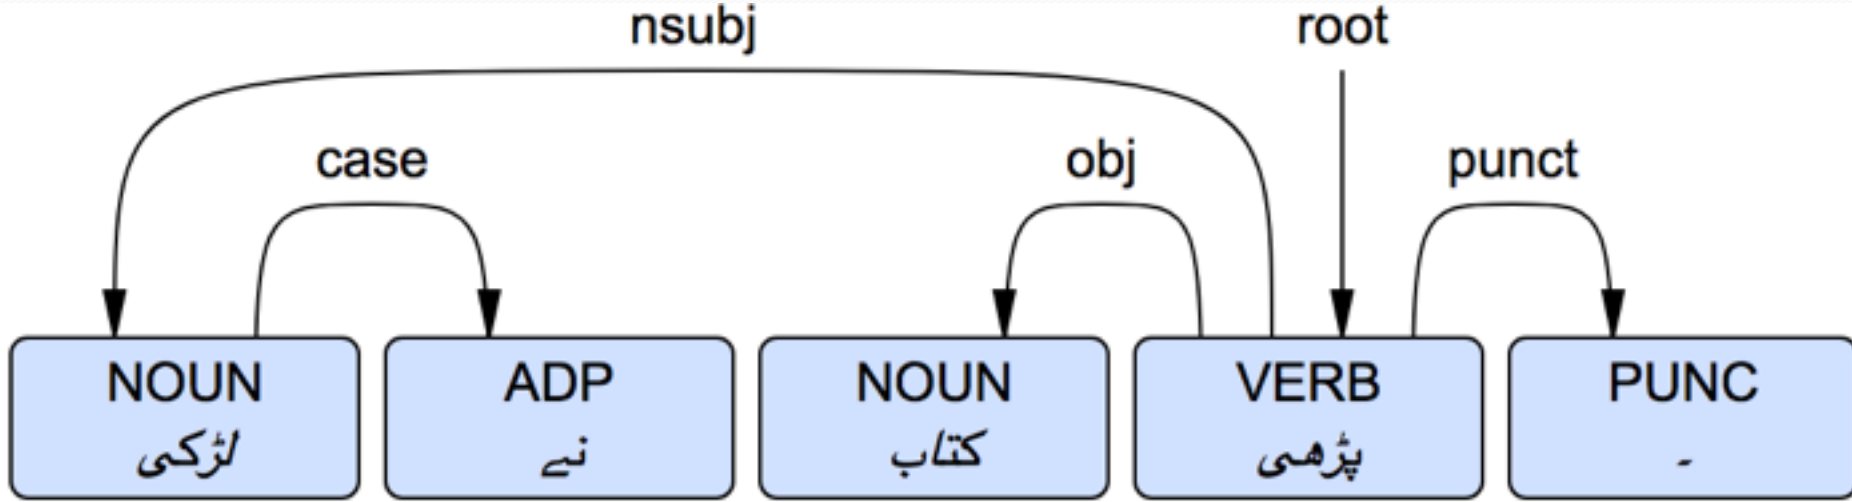 nsubj root
case obj punct
NOUN ADP NOUN VERB PUNC
لڑکی نے کتاب پڑھی ۔